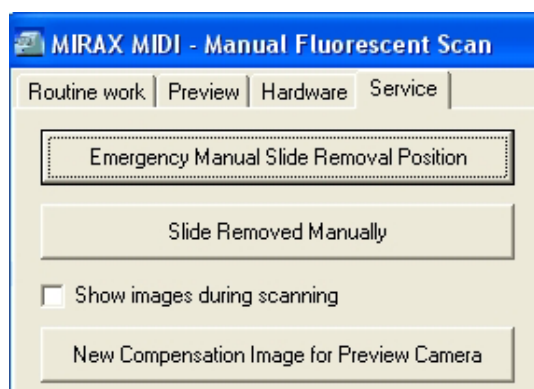 MIRAX MIDI - Manual Fluorescent Scan
Routine work Preview Hardware Service
Emergency Manual Slide Removal Position
Slide Removed Manually
Show images during scanning
New Compensation Image for Preview Camera